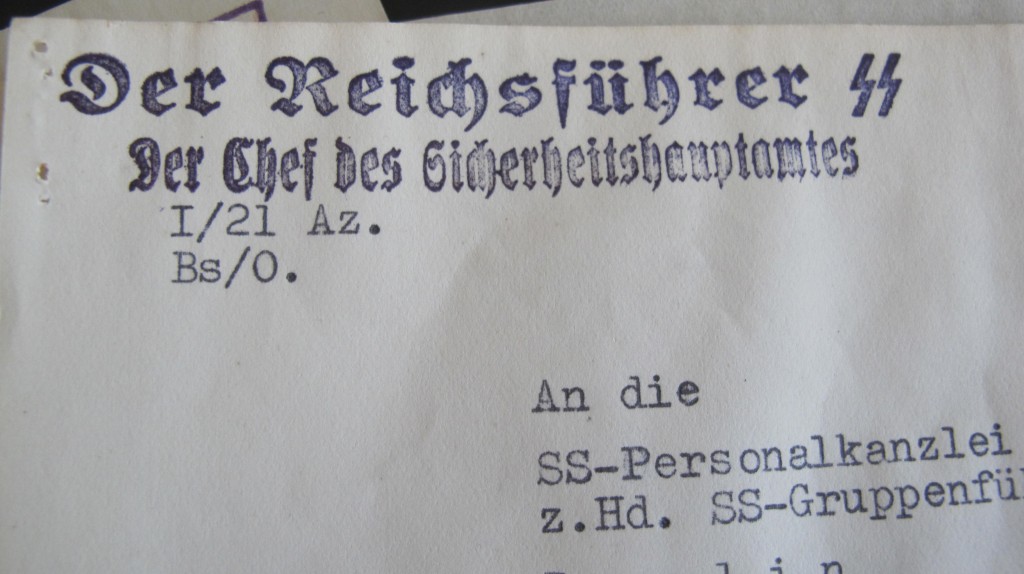 Der Reichsführer SS
Der Chef des Sicherheitshauptamtes
I/21 Az.
Bs/O.
An die
SS-Personalkanzlei
z.Hd. SS-Gruppenfü